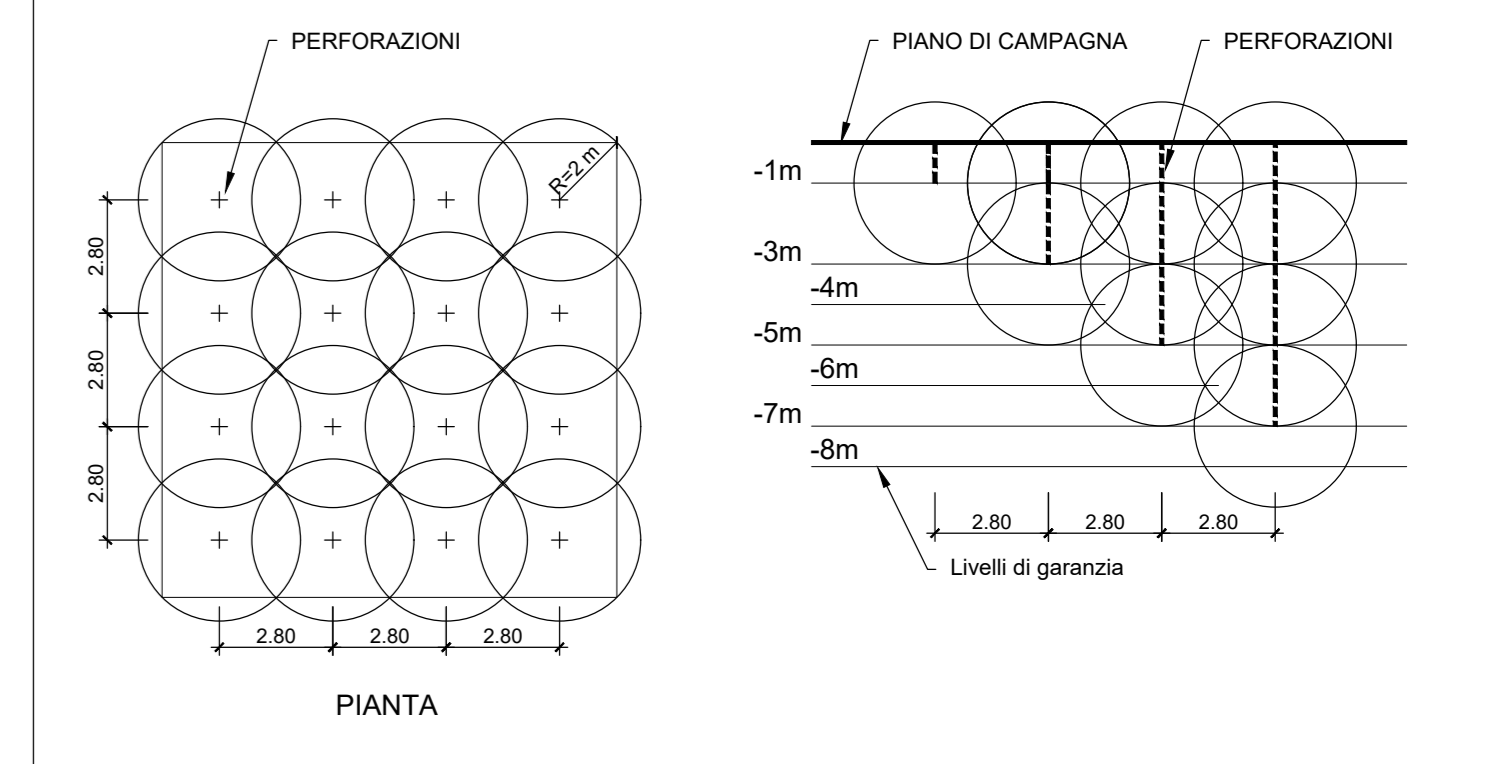 PERFORAZIONI
R=2 m
2.80
2.80
2.80
2.80 2.80 2.80
PIANTA
PIANO DI CAMPAGNA PERFORAZIONI
-1m
-3m
-4m
-5m
-6m
-7m
-8m
2.80 2.80 2.80
Livelli di garanzia